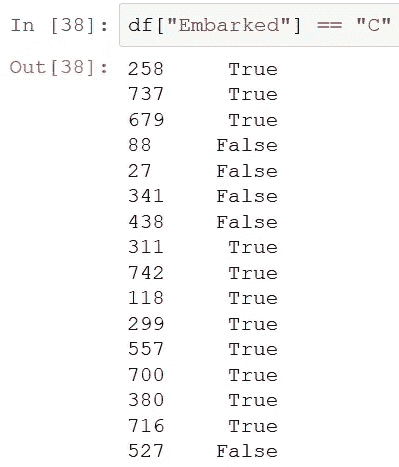 In [38]: df["Embarked"] == "C"
Out[38]: 258 True
737 True
679 True
88 False
27 False
341 False
438 False
311 True
742 True
118 True
299 True
557 True
700 True
380 True
716 True
527 False